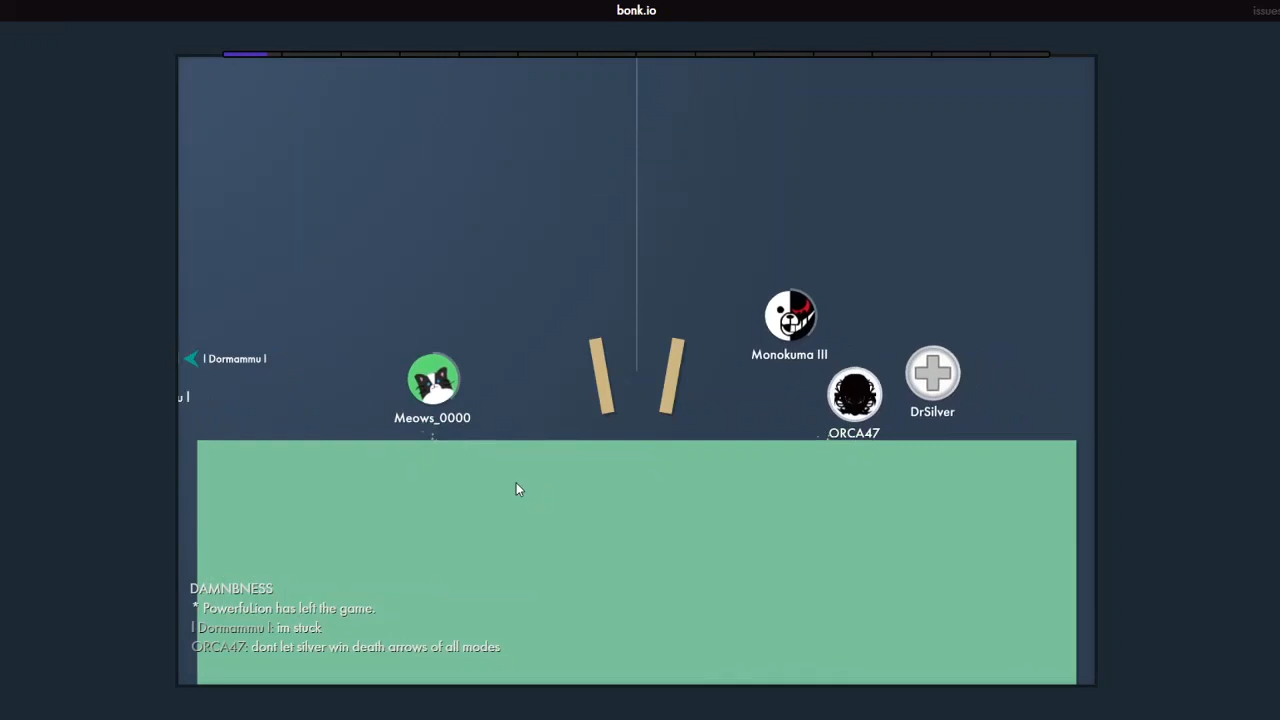 bonk.io
issues
l Dormammu l
u l
Monokuma III
Meows_0000
DrSilver
ORCA47
DAMNBNESS
* PowerfuLion has left the game.
l Dormammu l: im stuck
ORCA47: dont let silver win death arrows of all modes